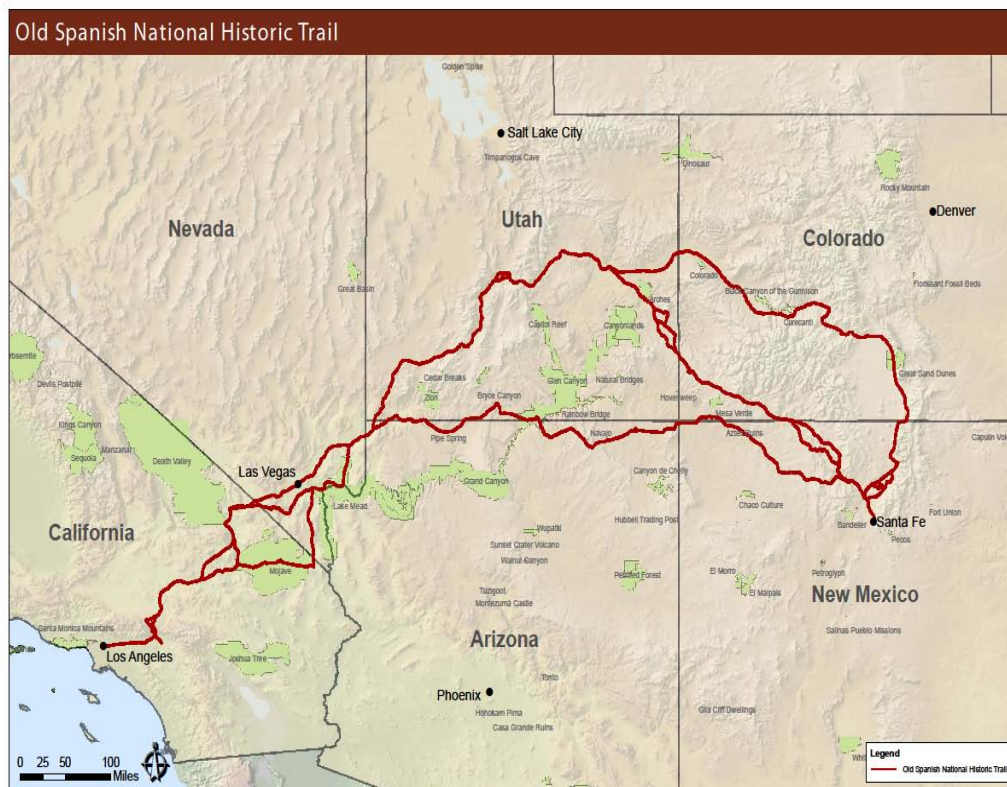 Old Spanish National Historic Trail
Golden Spike
Salt Lake City
Timpanogos Cave
Dinosaur
Rocky Mountain
Denver
Nevada
Utah
Colorado
Great Basin
Colorado
Black Canyon of the Gunnison
Florissant Fossil Beds
Arches
Curecanti
Capitol Reef
Canyonlands
Yosemite
Devils Postpile
Cedar Breaks
Zion
Bryce Canyon
Glen Canyon
Natural Bridges
Great Sand Dunes
Hovenweep
Mesa Verde
Rainbow Bridge
Kings Canyon
Manzanar
Sequoia
Death Valley
Pipe Spring
Navajo
Aztec Ruins
Capulin Vol
Las Vegas
Grand Canyon
Canyon de Chelly
Lake Mead
Chaco Culture
California
Hubbell Trading Post
Bandelier
Santa Fe
Fort Union
Pecos
Wupatki
Sunset Crater Volcano
Walnut Canyon
Mojave
Petrified Forest
El Morro
Petroglyph
El Malpais
New Mexico
Tuzigoot
Montezuma Castle
Santa Monica Mountains
Los Angeles
Joshua Tree
Arizona
Salinas Pueblo Missions
Tonto
Phoenix
Hohokam Pima
Casa Grande Ruins
Gila Cliff Dwellings
Whit
0 25 50 100
Miles
Legend
Old Spanish National Historic Trail